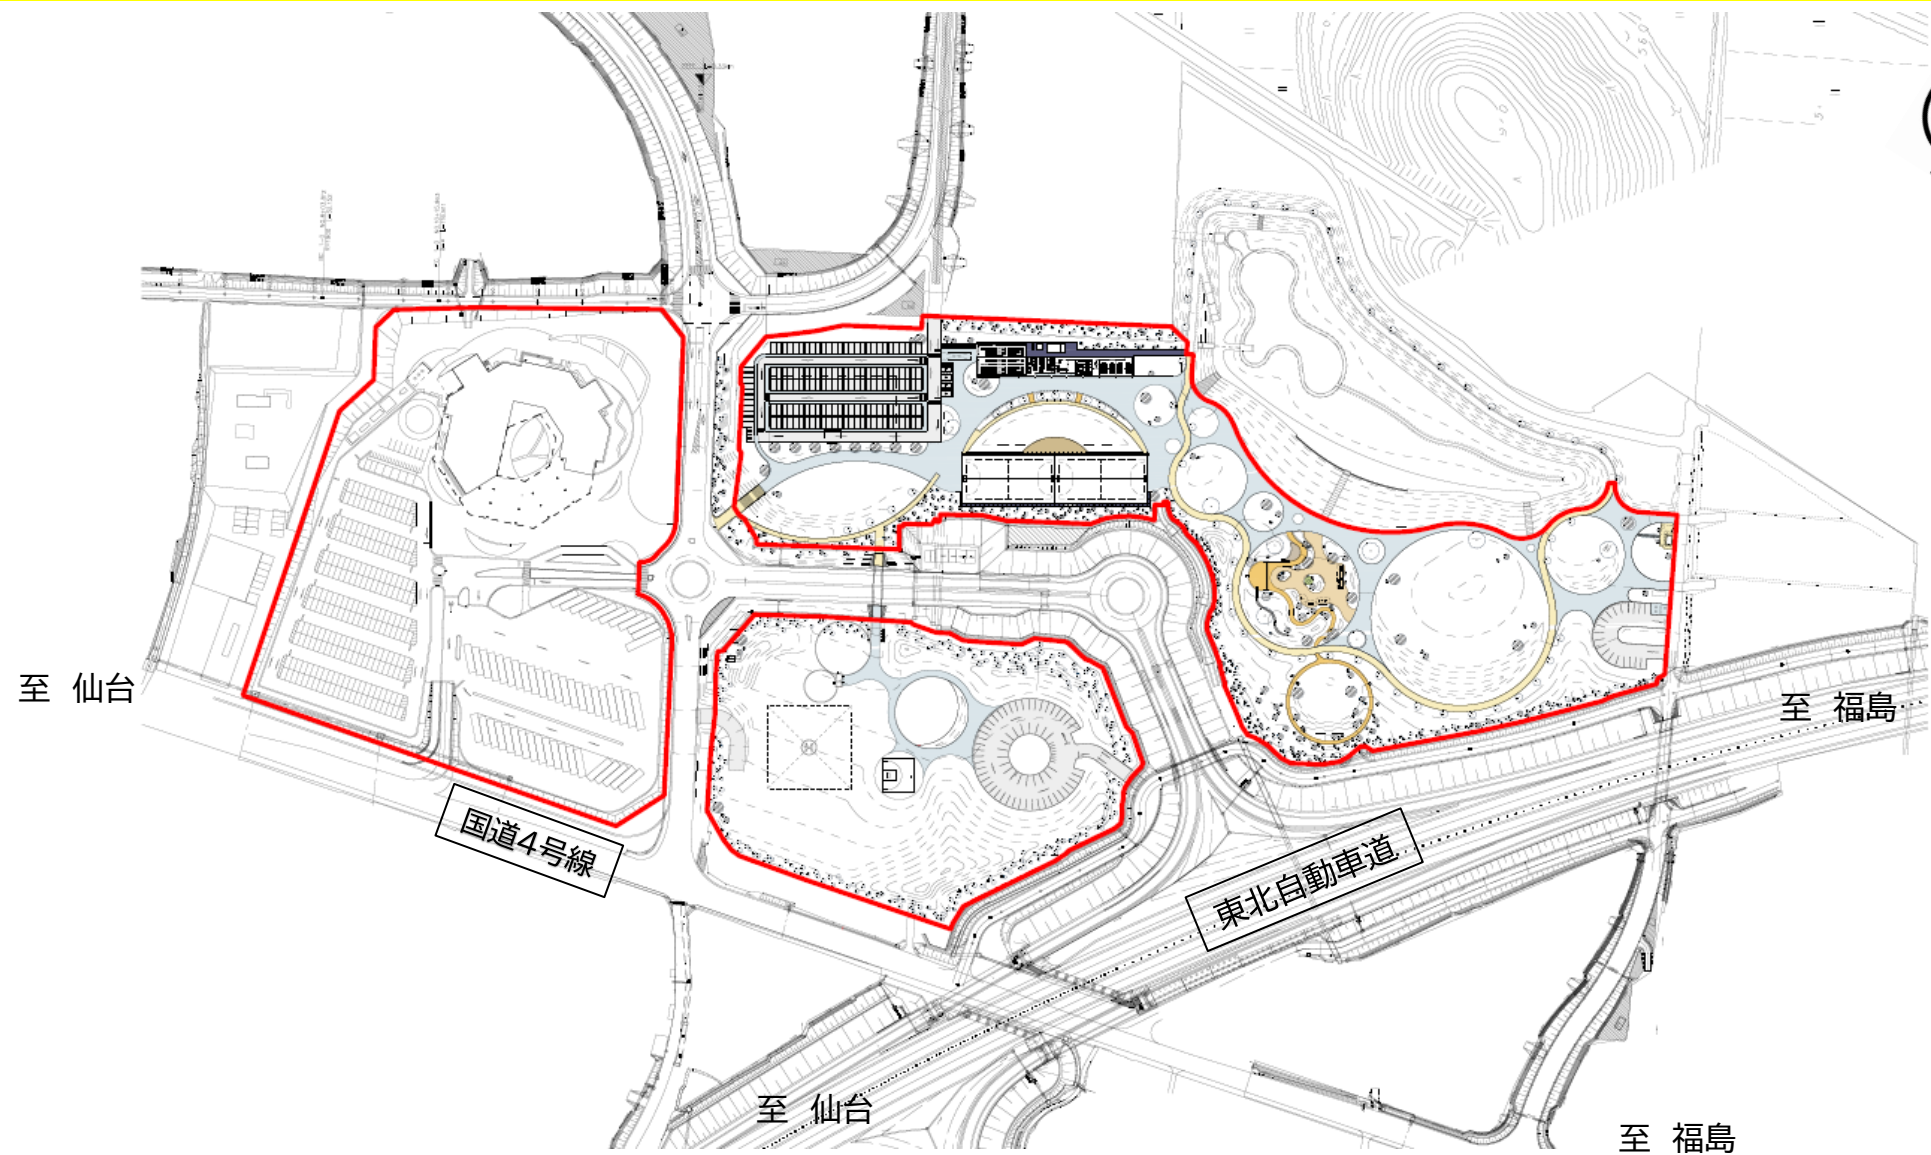 至 仙台
至 福島
国道4号線
東北自動車道
至 仙台
至 福島
H